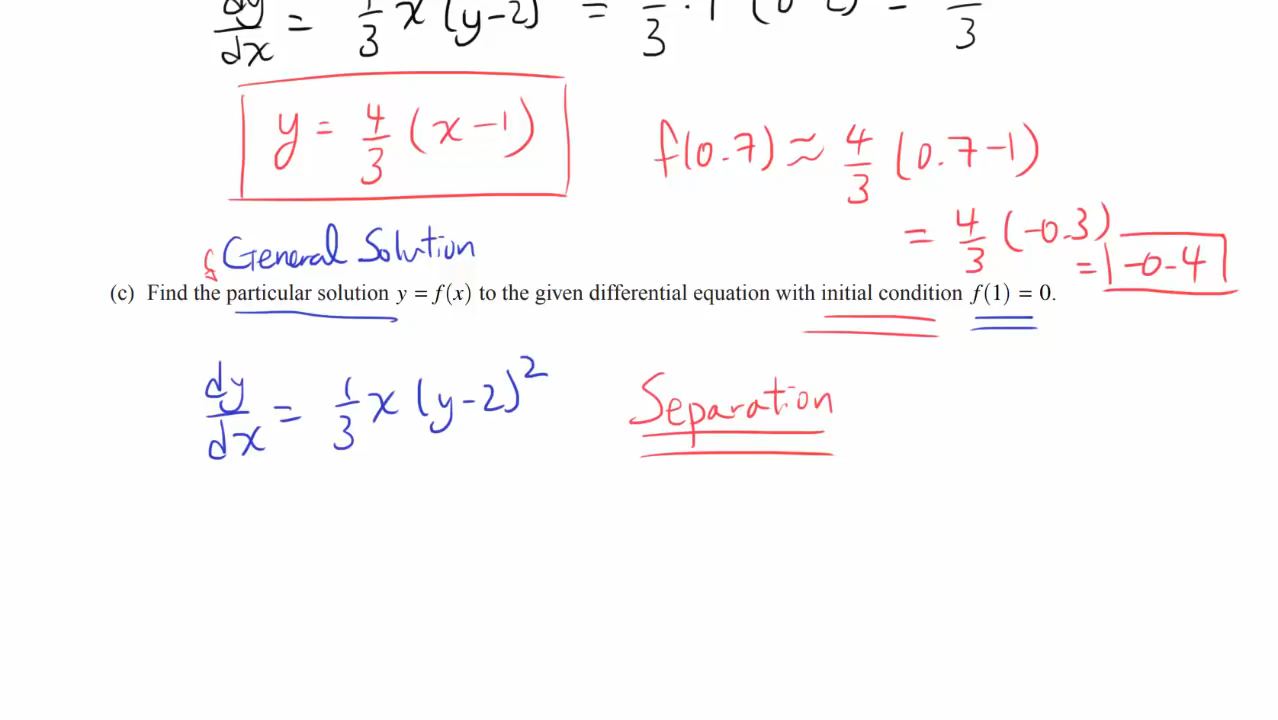 dy/dx = 1/3 x (y-2) = 1/3 · 1 (0-2) = /3
y = 4/3 (x-1)
f(0.7) ≈ 4/3 (0.7-1)
= 4/3 (-0.3)
= -0.4
General Solution
(c) Find the particular solution y = f(x) to the given differential equation with initial condition f(1) = 0.
dy/dx = 1/3 x (y-2)² Separation